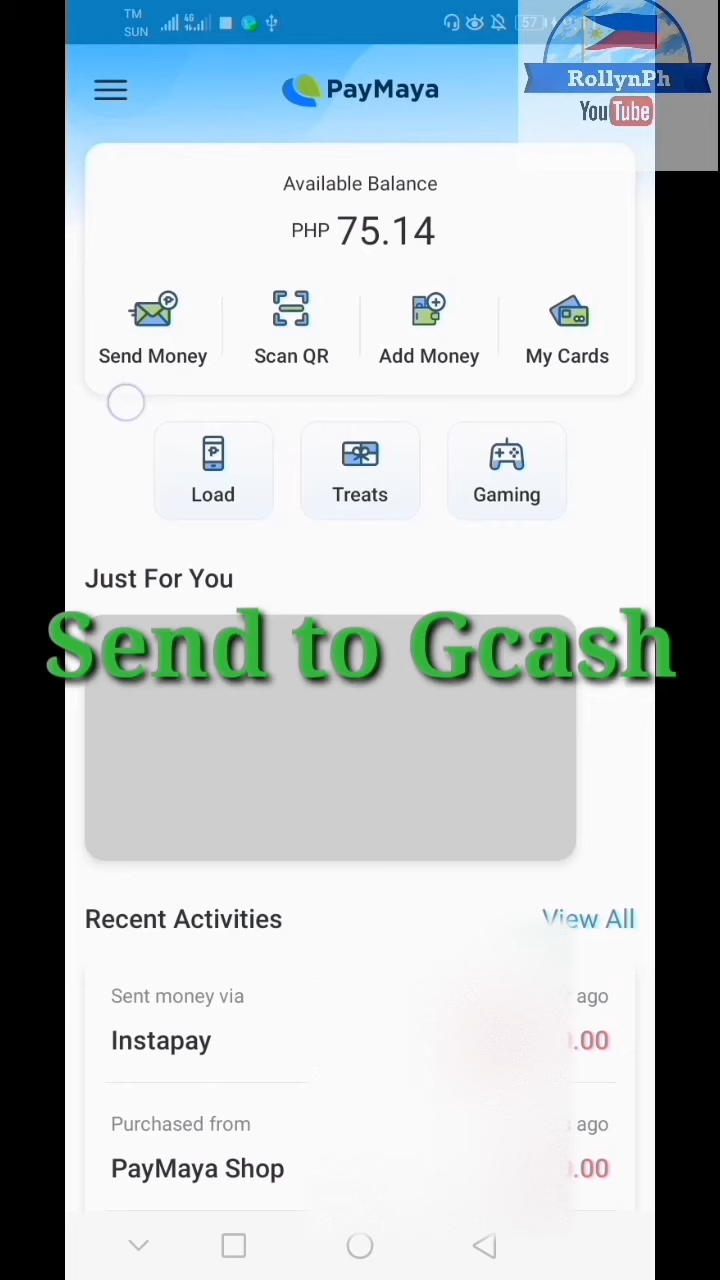 TM
SUN
4G
57
RollynPh
YouTube
PayMaya
Available Balance
PHP 75.14
Send Money
Scan QR
Add Money
My Cards
Load
Treats
Gaming
Just For You
Send to Gcash
Recent Activities
View All
Sent money via
ago
Instapay
.00
Purchased from
ago
PayMaya Shop
.00